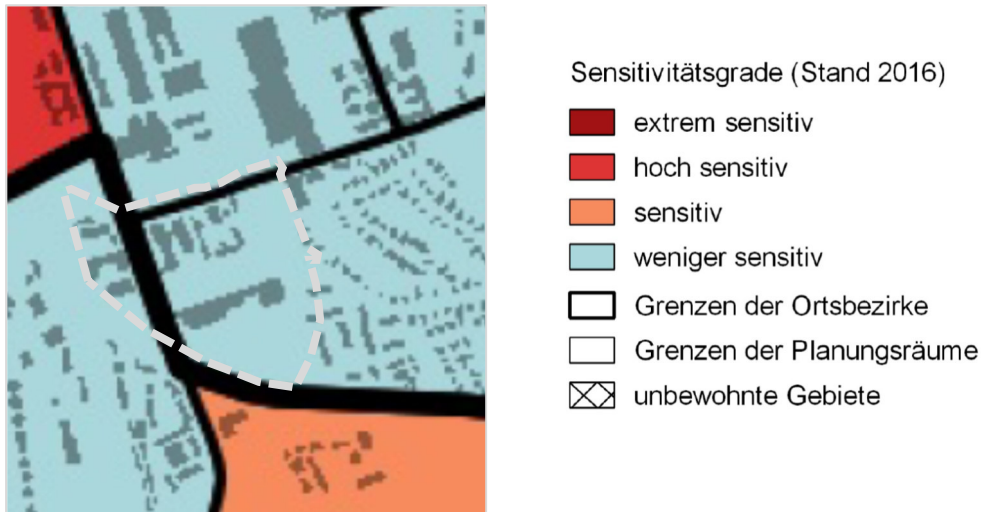 Sensitivitätsgrade (Stand 2016)
extrem sensitiv
hoch sensitiv
sensitiv
weniger sensitiv
Grenzen der Ortsbezirke
Grenzen der Planungsräume
unbewohnte Gebiete